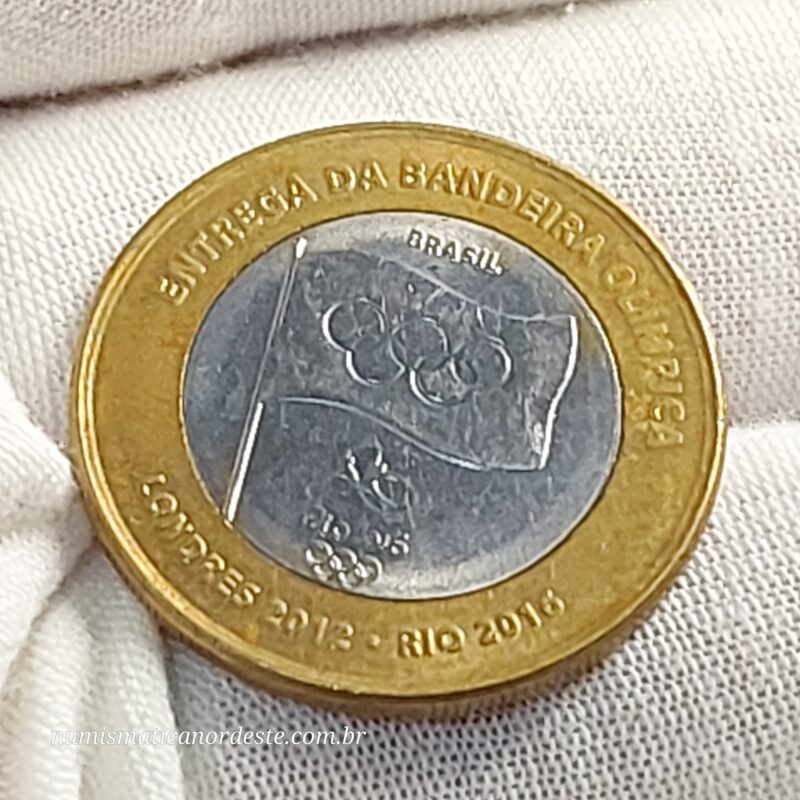 ENTREGA DA BANDEIRA OLÍMPICA
BRASIL
RIO 2016
LONDRES 2012 • RIO 2016
numismaticanordeste.com.br